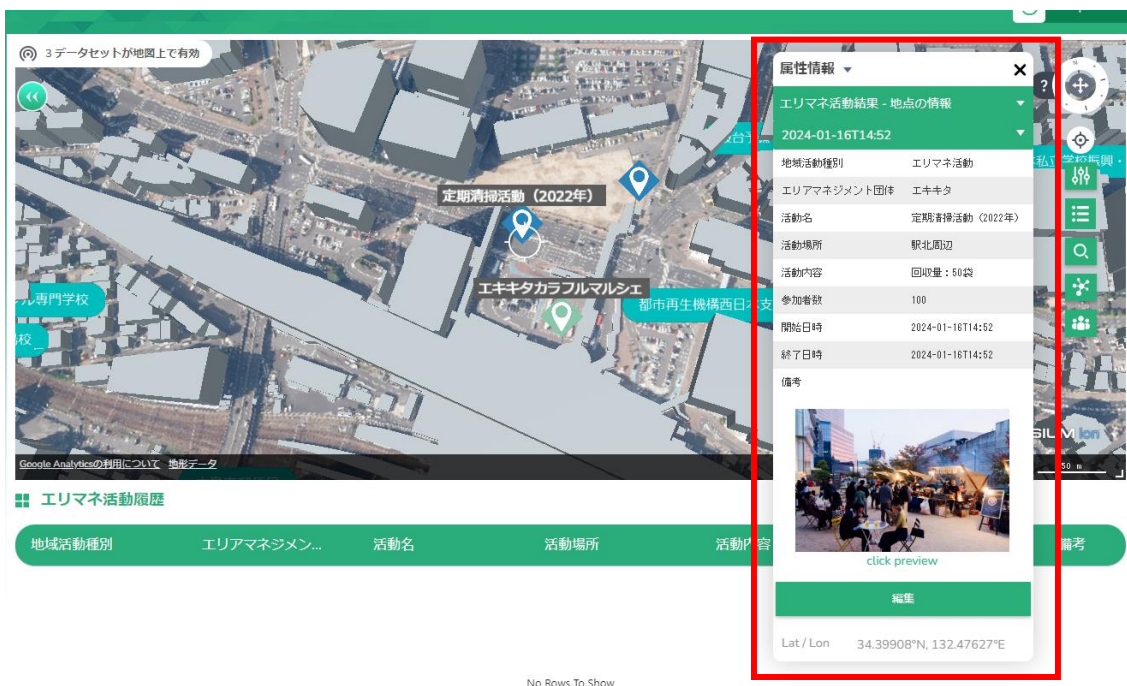 3 データセットが地図上で有効
定期清掃活動（2022年）
エキキタカラフルマルシェ
都市再生機構西日本支
ル専門学校
校
Google Analyticsの利用について 地形データ
属性情報
エリマネ活動結果 - 地点の情報
2024-01-16T14:52
地域活動種別 エリマネ活動
エリアマネジメント団体 エキキタ
活動名 定期清掃活動（2022年）
活動場所 駅北周辺
活動内容 回収量：50袋
参加者数 100
開始日時 2024-01-16T14:52
終了日時 2024-01-16T14:52
備考
click preview
編集
Lat / Lon 34.39908°N, 132.47627°E
?
SIUM ion
50 m
エリマネ活動履歴
地域活動種別 エリアマネジメン... 活動名 活動場所 活動内容 備考
No Rows To Show